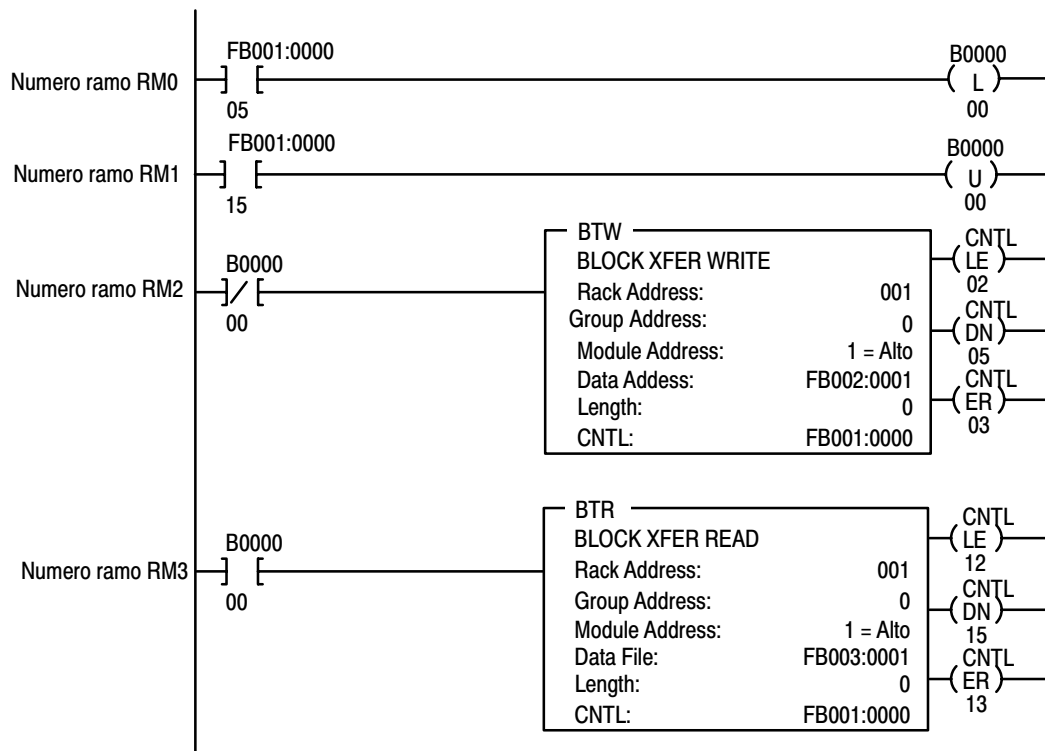 FB001:0000
B0000
Numero ramo RM0
L
05
00
FB001:0000
B0000
Numero ramo RM1
U
15
00
BTW
BLOCK XFER WRITE
Rack Address: 001
Group Address: 0
Module Address: 1 = Alto
Data Addess: FB002:0001
Length: 0
CNTL: FB001:0000
B0000
Numero ramo RM2
00
CNTL
LE
02
CNTL
DN
05
CNTL
ER
03
BTR
BLOCK XFER READ
Rack Address: 001
Group Address: 0
Module Address: 1 = Alto
Data File: FB003:0001
Length: 0
CNTL: FB001:0000
B0000
Numero ramo RM3
00
CNTL
LE
12
CNTL
DN
15
CNTL
ER
13